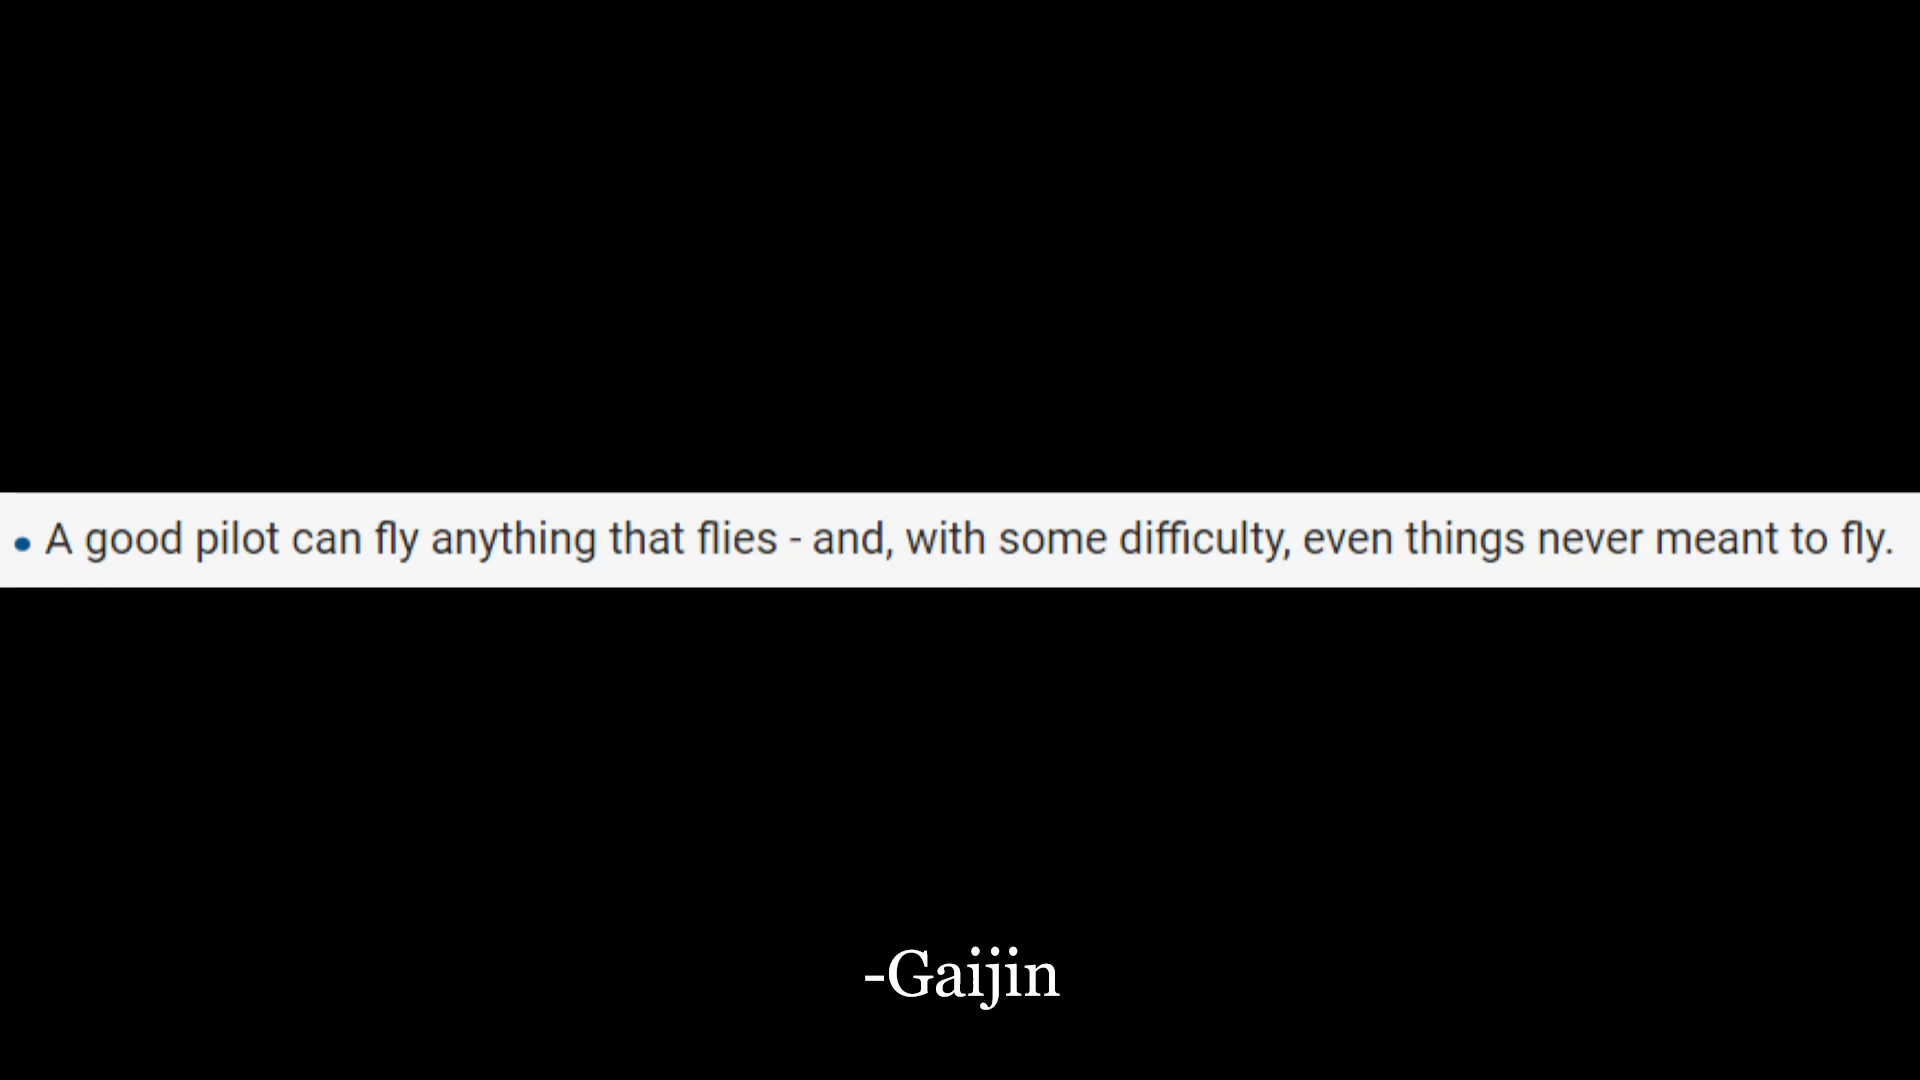 • A good pilot can fly anything that flies - and, with some difficulty, even things never meant to fly.
-Gaijin